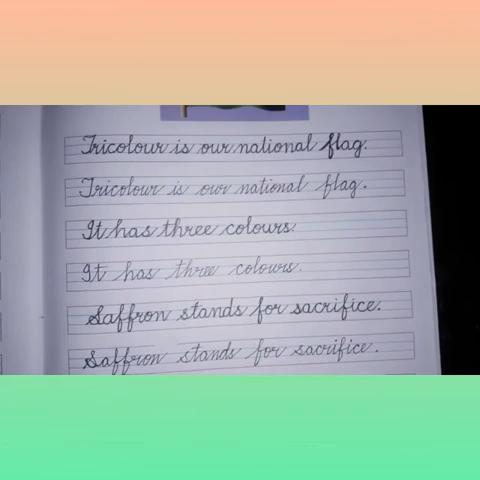 Tricolour is our national flag.
Tricolour is our national flag.
It has three colours.
It has three colours.
Saffron stands for sacrifice.
Saffron stands for sacrifice.